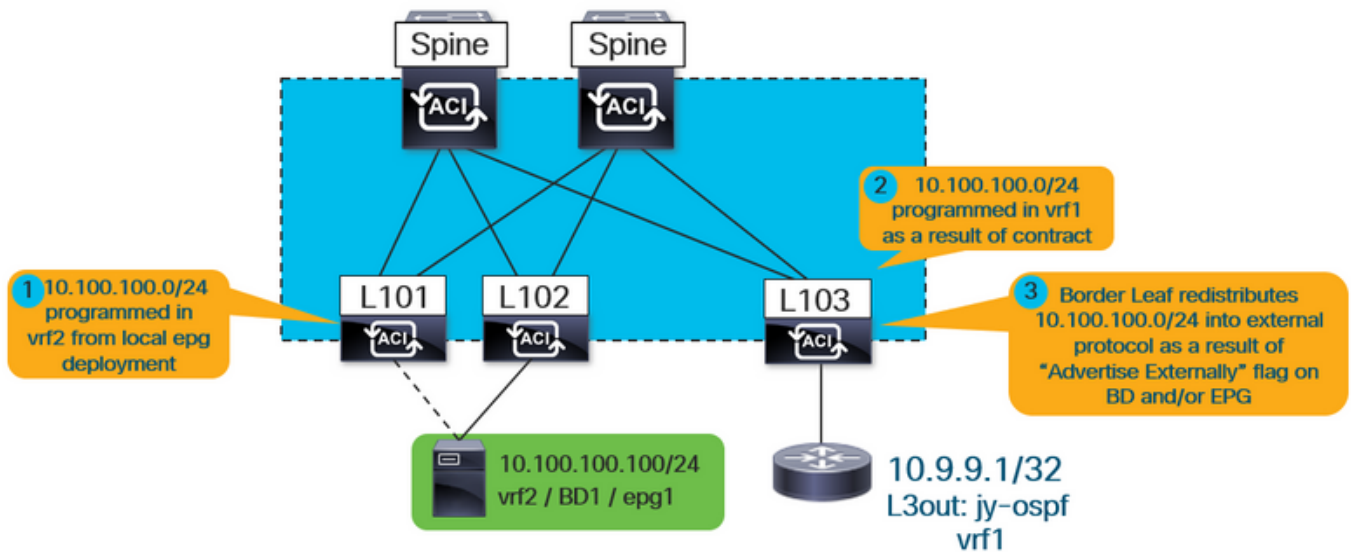 Spine
Spine
ACI
ACI
2 10.100.100.0/24
programmed in vrf1
as a result of contract
1 10.100.100.0/24
programmed in
vrf2 from local epg
deployment
L101
L102
L103
ACI
ACI
ACI
3 Border Leaf redistributes
10.100.100.0/24 into external
protocol as a result of
“Advertise Externally” flag on
BD and/or EPG
10.100.100.100/24
vrf2 / BD1 / epg1
10.9.9.1/32
L3out: jy-ospf
vrf1